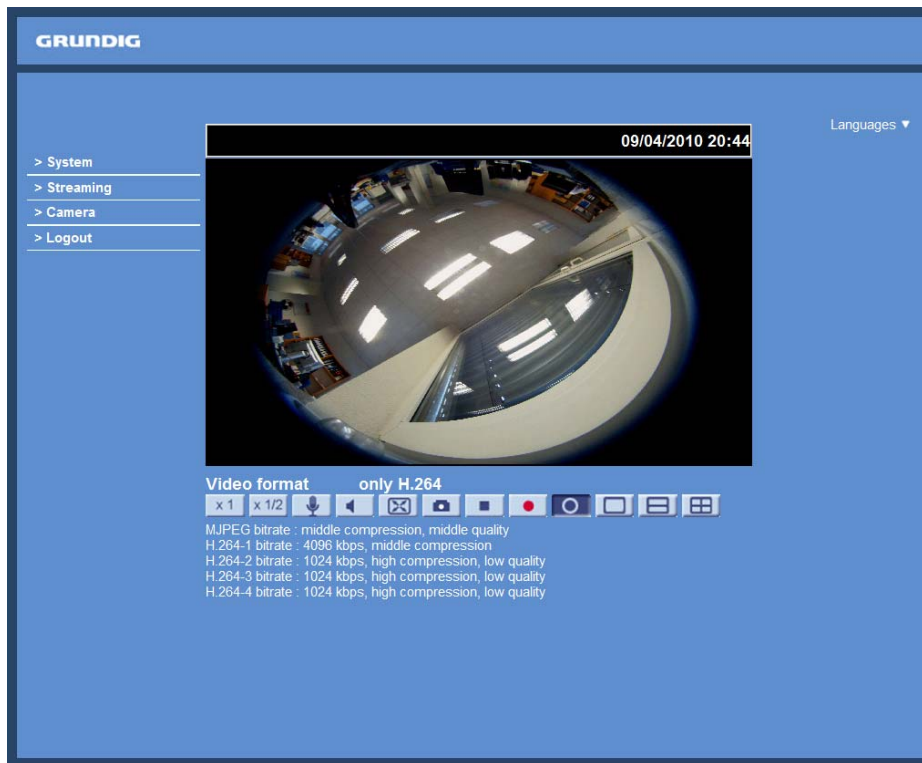 GRUNDIG
Languages ▼
09/04/2010 20:44
> System
> Streaming
> Camera
> Logout
Video format only H.264
x 1 x 1/2
MJPEG bitrate : middle compression, middle quality
H.264-1 bitrate : 4096 kbps, middle compression
H.264-2 bitrate : 1024 kbps, high compression, low quality
H.264-3 bitrate : 1024 kbps, high compression, low quality
H.264-4 bitrate : 1024 kbps, high compression, low quality